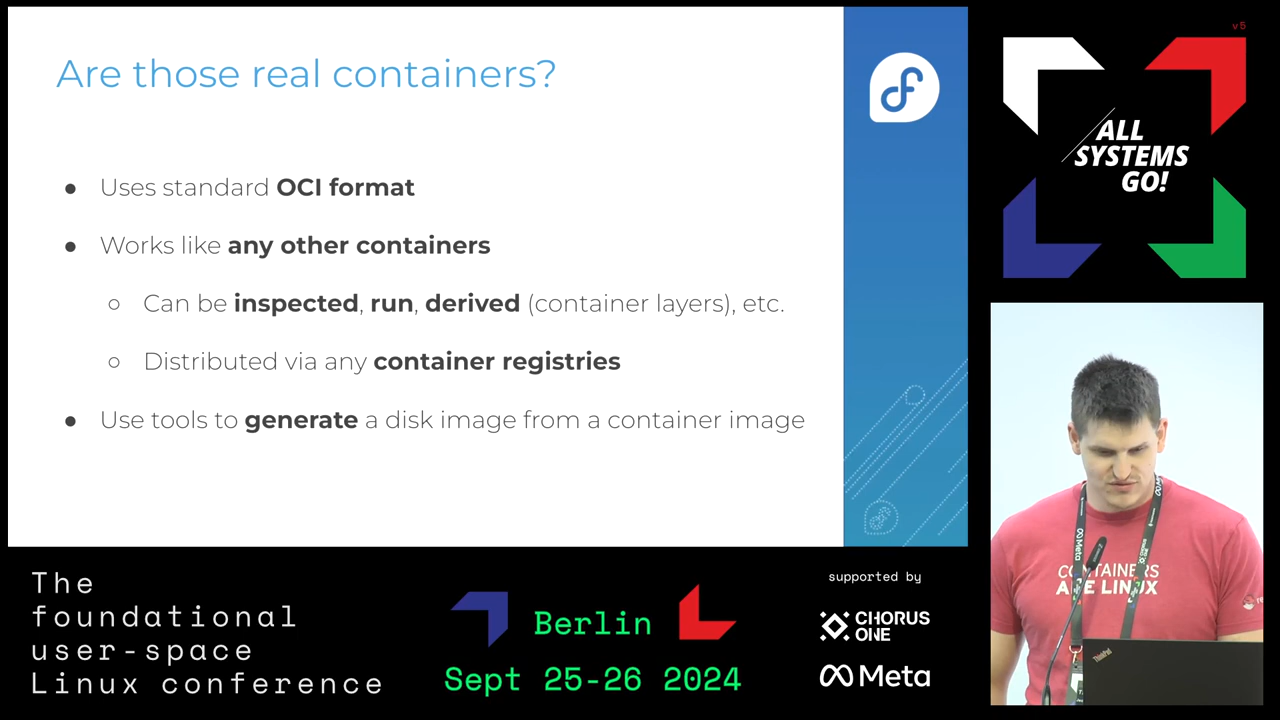 Are those real containers?
● Uses standard OCI format
● Works like any other containers
○ Can be inspected, run, derived (container layers), etc.
○ Distributed via any container registries
● Use tools to generate a disk image from a container image
v5
ALL
SYSTEMS
GO!
Meta
CONTAINERS
ARE LINUX
ThinkPad
The
foundational
user-space
Linux conference
Berlin
Sept 25-26 2024
supported by
CHORUS
ONE
Meta